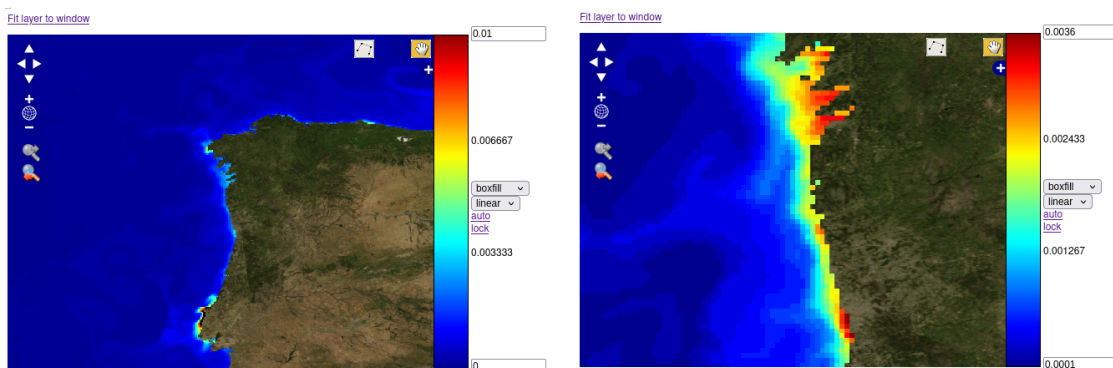 Fit layer to window
0.01
0.006667
boxfill
linear
auto
lock
0.003333
0
Fit layer to window
0.0036
0.002433
boxfill
linear
auto
lock
0.001267
0.0001